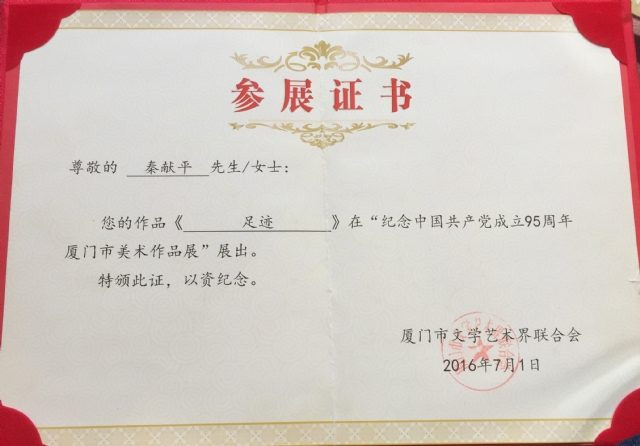 参展证书
尊敬的 秦献平 先生/女士：
您的作品《 足迹 》在“纪念中国共产党成立95周年
厦门市美术作品展”展出。
特颁此证，以资纪念。
厦门市文学艺术界联合会
2016年7月1日